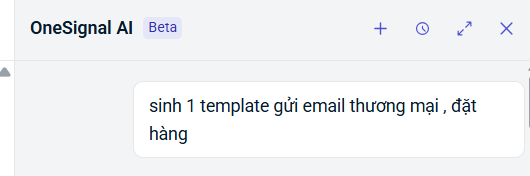 OneSignal AI Beta
sinh 1 template gửi email thương mại , đặt
hàng